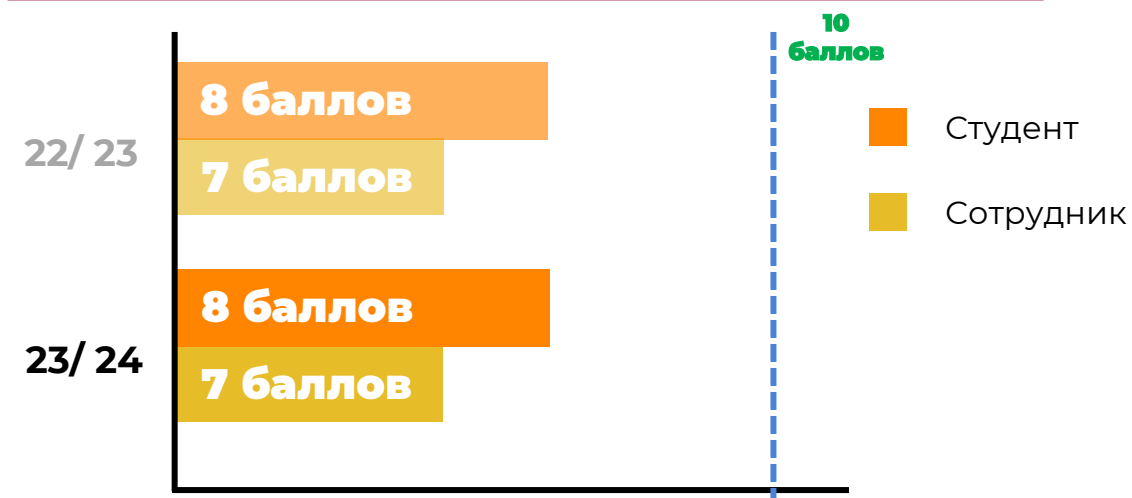 10
баллов
8 баллов
22/ 23
7 баллов
Студент
Сотрудник
8 баллов
23/ 24
7 баллов